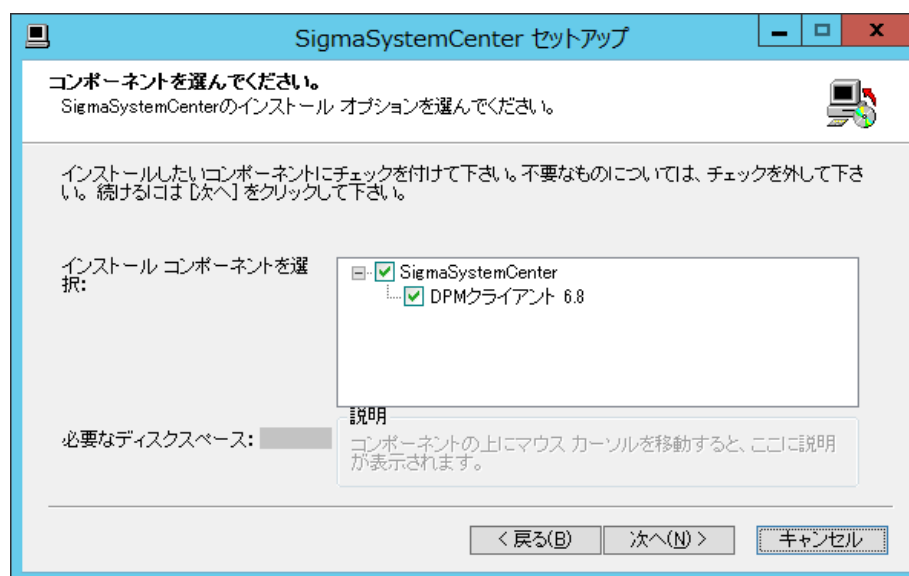 SigmaSystemCenter セットアップ
コンポーネントを選んでください。
SigmaSystemCenterのインストール オプションを選んでください。
インストールしたいコンポーネントにチェックを付けて下さい。不要なものについては、チェックを外して下さ
い。続けるには [次へ] をクリックして下さい。
インストール コンポーネントを選
択:
SigmaSystemCenter
DPMクライアント 6.8
必要なディスクスペース:
説明
コンポーネントの上にマウス カーソルを移動すると、ここに説明
が表示されます。
< 戻る(B)
次へ(N) >
キャンセル